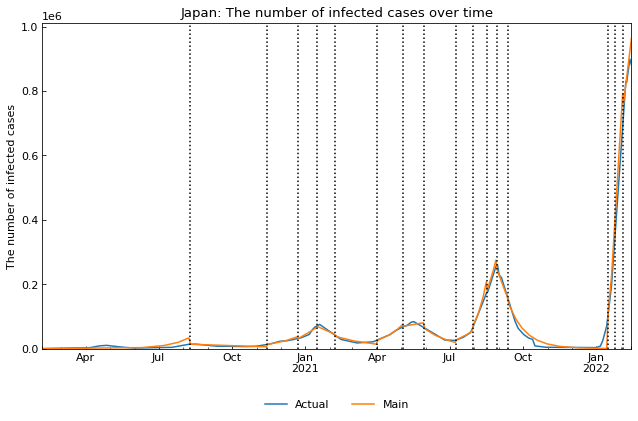 Japan: The number of infected cases over time
1e6
1.0
0.8
0.6
0.4
0.2
0.0
The number of infected cases
Apr Jul Oct Jan Apr Jul Oct Jan
2021 2022
Actual Main